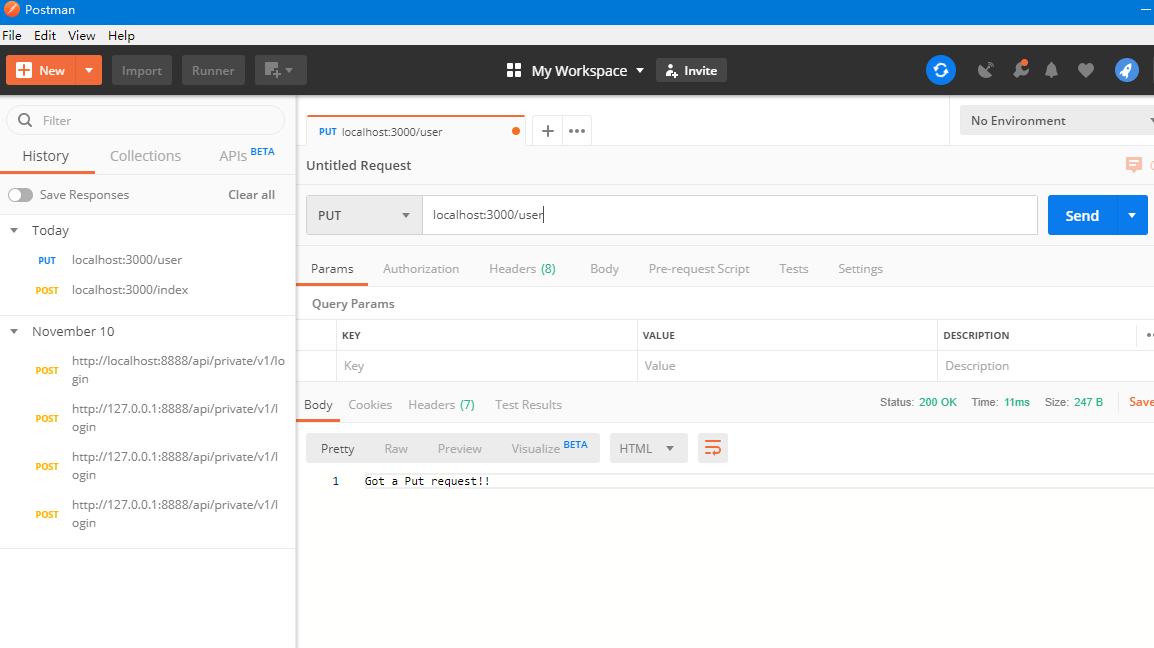 Postman
File Edit View Help
New Import Runner My Workspace Invite
Filter
History Collections APIs BETA
Save Responses Clear all
Today
PUT localhost:3000/user
POST localhost:3000/index
November 10
POST http://localhost:8888/api/private/v1/lo
gin
POST http://127.0.0.1:8888/api/private/v1/l
ogin
POST http://127.0.0.1:8888/api/private/v1/l
ogin
POST http://127.0.0.1:8888/api/private/v1/l
ogin
PUT localhost:3000/user
No Environment
Untitled Request
PUT localhost:3000/user Send
Params Authorization Headers (8) Body Pre-request Script Tests Settings
Query Params
KEY VALUE DESCRIPTION
Key Value Description
Body Cookies Headers (7) Test Results Status: 200 OK Time: 11ms Size: 247 B Save
Pretty Raw Preview Visualize BETA HTML
1 Got a Put request!!